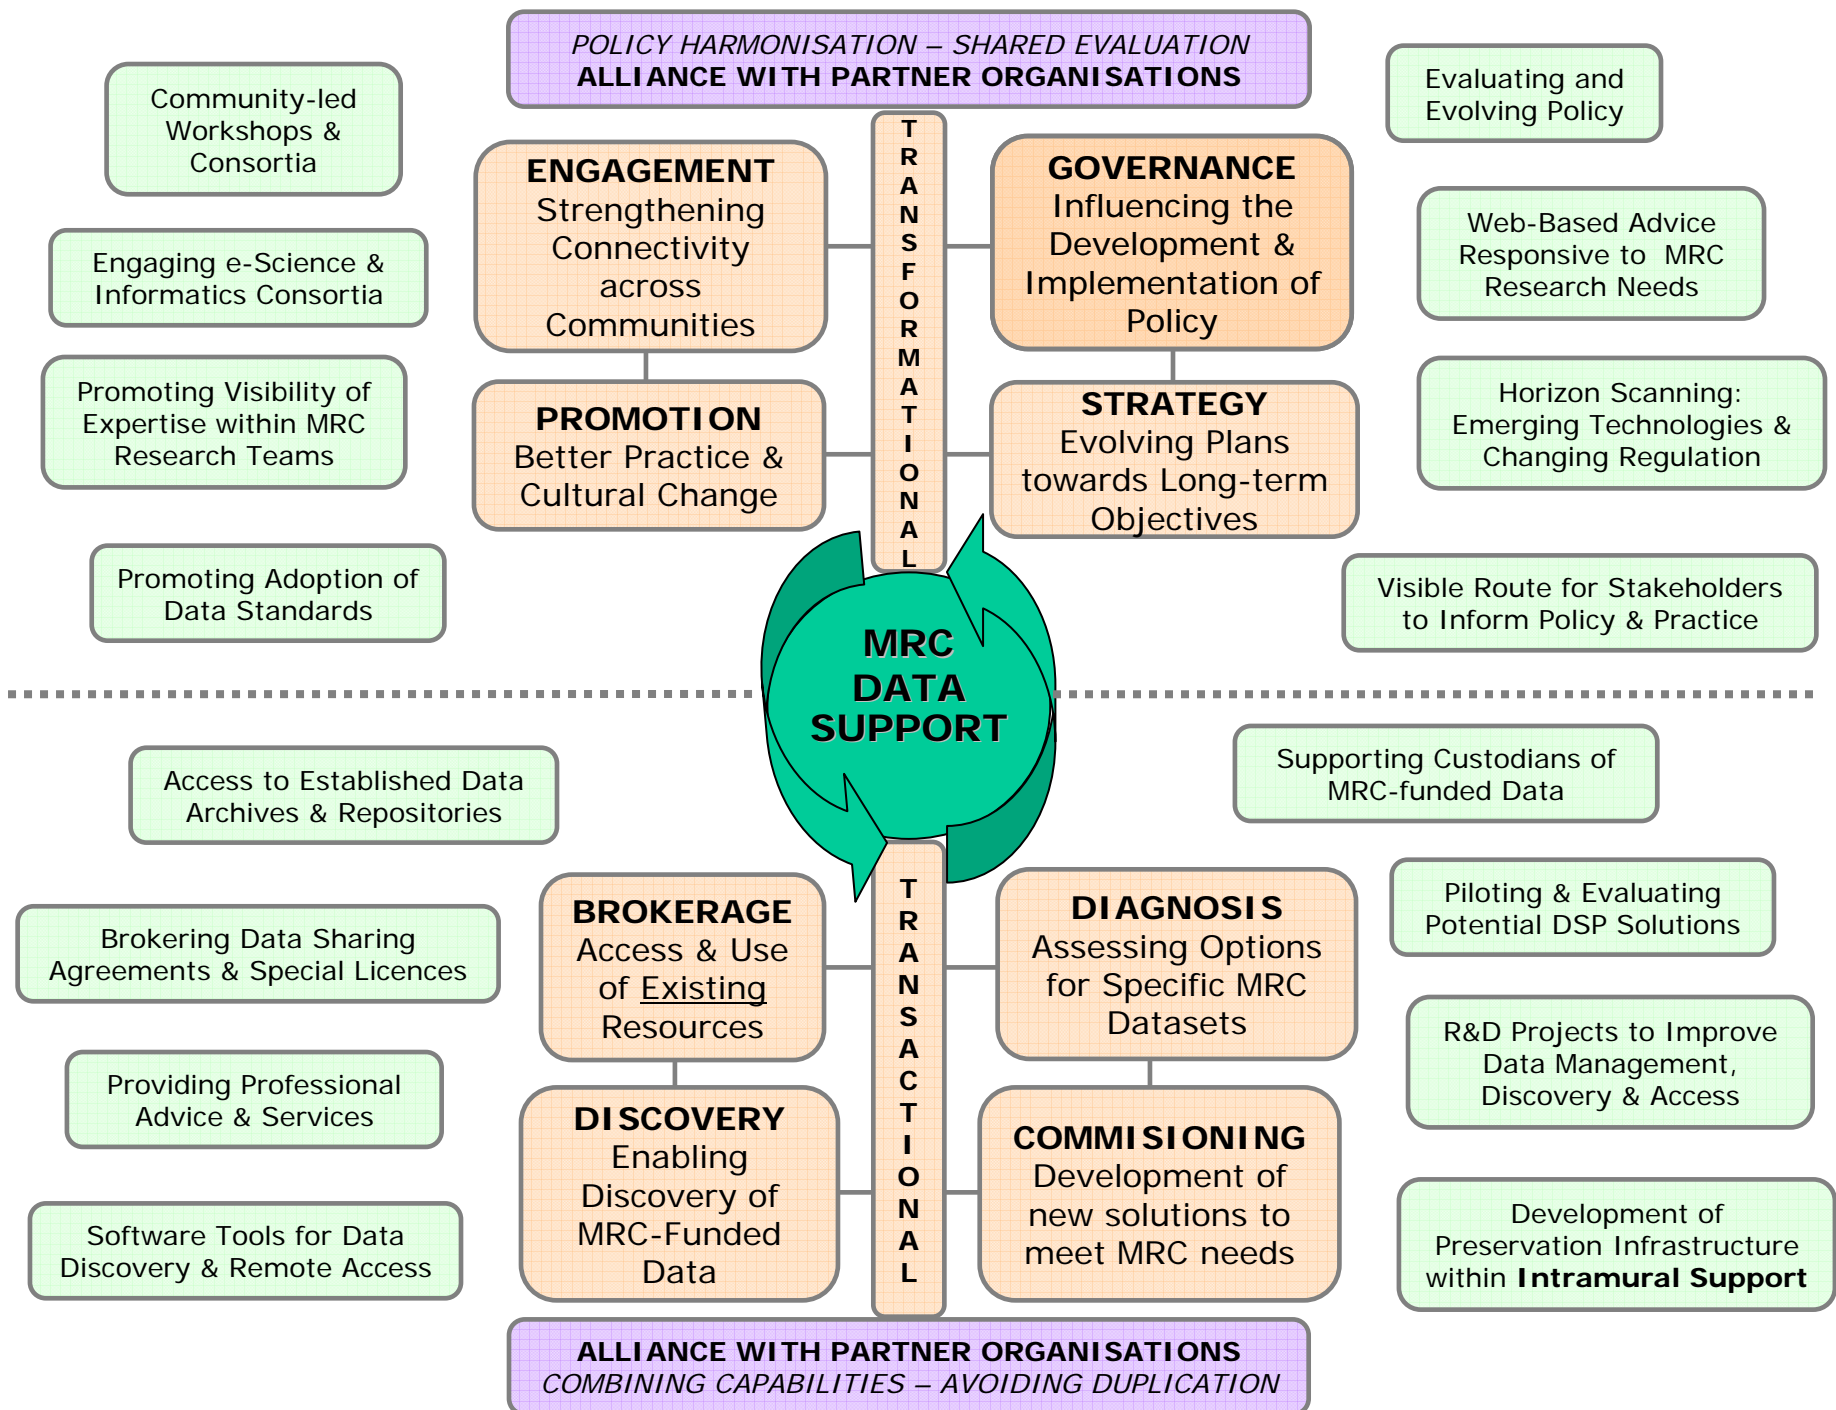 POLICY HARMONISATION – SHARED EVALUATION
ALLIANCE WITH PARTNER ORGANISATIONS
Community-led
Workshops &
Consortia
Engaging e-Science &
Informatics Consortia
Promoting Visibility of
Expertise within MRC
Research Teams
Promoting Adoption of
Data Standards
ENGAGEMENT
Strengthening
Connectivity
across
Communities
PROMOTION
Better Practice &
Cultural Change
TRANSFORMATIONAL
GOVERNANCE
Influencing the
Development &
Implementation of
Policy
STRATEGY
Evolving Plans
towards Long-term
Objectives
Evaluating and
Evolving Policy
Web-Based Advice
Responsive to  MRC
Research Needs
Horizon Scanning:
Emerging Technologies &
Changing Regulation
Visible Route for Stakeholders
to Inform Policy & Practice
MRC
DATA
SUPPORT
Access to Established Data
Archives & Repositories
Brokering Data Sharing
Agreements & Special Licences
Providing Professional
Advice & Services
Software Tools for Data
Discovery & Remote Access
BROKERAGE
Access & Use
of Existing
Resources
DISCOVERY
Enabling
Discovery of
MRC-Funded
Data
TRANSACTIONAL
DIAGNOSIS
Assessing Options
for Specific MRC
Datasets
COMMISIONING
Development of
new solutions to
meet MRC needs
Supporting Custodians of
MRC-funded Data
Piloting & Evaluating
Potential DSP Solutions
R&D Projects to Improve
Data Management,
Discovery & Access
Development of
Preservation Infrastructure
within Intramural Support
ALLIANCE WITH PARTNER ORGANISATIONS
COMBINING CAPABILITIES – AVOIDING DUPLICATION